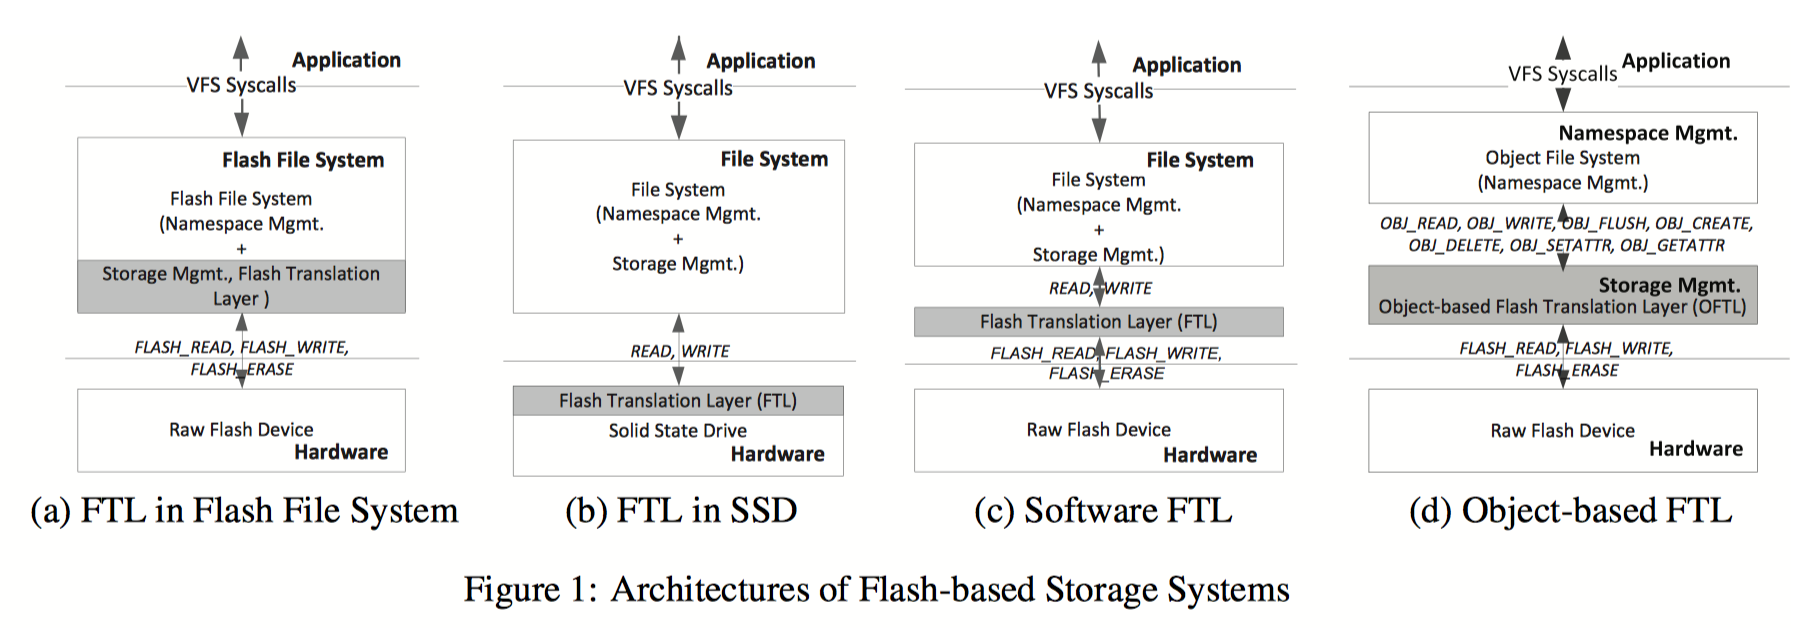 Application
VFS Syscalls
Flash File System
Flash File System
(Namespace Mgmt.
+
Storage Mgmt., Flash Translation
Layer )
FLASH_READ, FLASH_WRITE,
FLASH_ERASE
Raw Flash Device
Hardware
(a) FTL in Flash File System
Application
VFS Syscalls
File System
File System
(Namespace Mgmt.
+
Storage Mgmt.)
READ, WRITE
Flash Translation Layer (FTL)
Solid State Drive
Hardware
(b) FTL in SSD
Application
VFS Syscalls
File System
File System
(Namespace Mgmt.
+
Storage Mgmt.)
READ, WRITE
Flash Translation Layer (FTL)
FLASH_READ, FLASH_WRITE,
FLASH_ERASE
Raw Flash Device
Hardware
(c) Software FTL
Application
VFS Syscalls
Namespace Mgmt.
Object File System
(Namespace Mgmt.)
OBJ_READ, OBJ_WRITE, OBJ_FLUSH, OBJ_CREATE,
OBJ_DELETE, OBJ_SETATTR, OBJ_GETATTR
Storage Mgmt.
Object-based Flash Translation Layer (OFTL)
FLASH_READ, FLASH_WRITE,
FLASH_ERASE
Raw Flash Device
Hardware
(d) Object-based FTL
Figure 1: Architectures of Flash-based Storage Systems